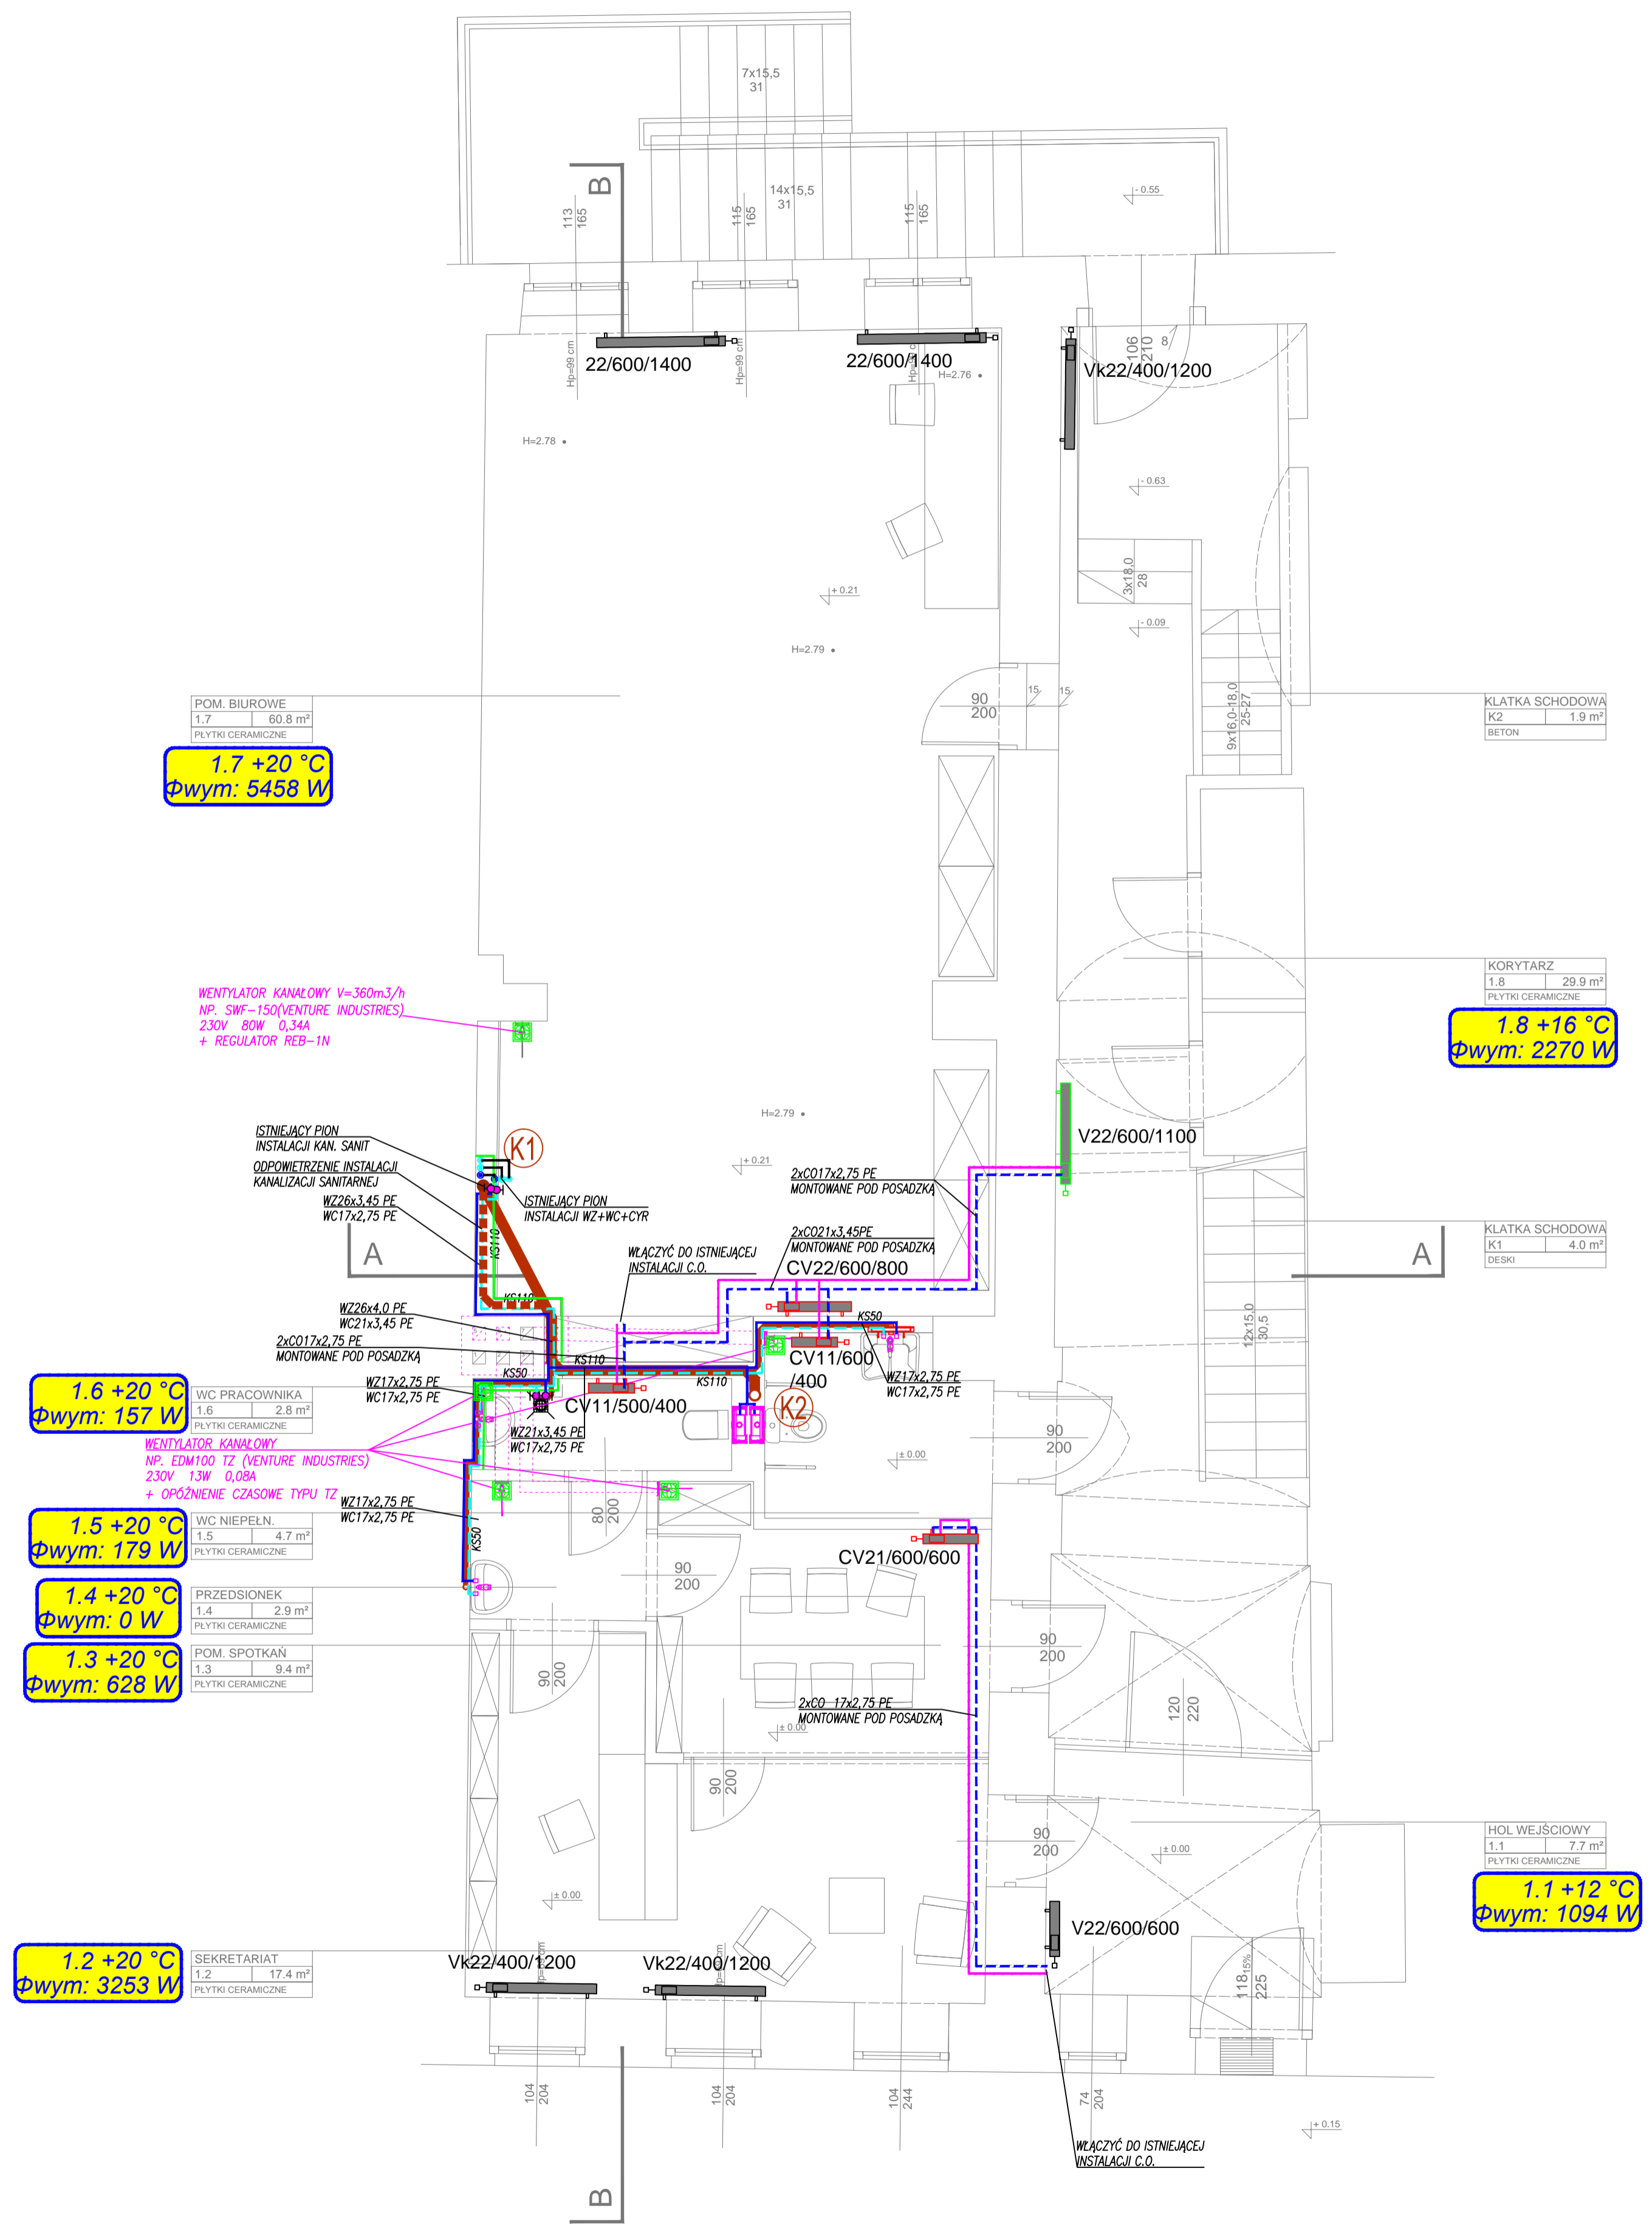 7x15,5
31
14x15,5
31
- 0.55
B
113
165
115
165
115
165
Hp=99 cm
22/600/1400
Hp=99 cm
22/600/1400
H=2.76
106
210
8
Vk22/400/1200
H=2.78
- 0.63
3x18,0
28
+ 0.21
- 0.09
H=2.79
90
200
15
15
9x16,0-18,0
25-27
POM. BIUROWE
1.7 60.8 m²
PŁYTKI CERAMICZNE
1.7 +20 °C
Φwym: 5458 W
KLATKA SCHODOWA
K2 1.9 m²
BETON
KORYTARZ
1.8 29.9 m²
PŁYTKI CERAMICZNE
1.8 +16 °C
Φwym: 2270 W
WENTYLATOR KANAŁOWY V=360m3/h
NP. SWF-150(VENTURE INDUSTRIES)
230V 80W 0,34A
+ REGULATOR REB-1N
H=2.79
V22/600/1100
ISTNIEJĄCY PION
INSTALACJI KAN. SANIT
K1
ODPOWIETRZENIE INSTALACJI
KANALIZACJI SANITARNEJ
+ 0.21
2xCO17x2,75 PE
MONTOWANE POD POSADZKĄ
WZ26x3,45 PE
WC17x2,75 PE
ISTNIEJĄCY PION
INSTALACJI WZ+WC+CYR
KS110
A
WŁĄCZYĆ DO ISTNIEJĄCEJ
INSTALACJI C.O.
2xCO21x3,45PE
MONTOWANE POD POSADZKĄ
CV22/600/800
A
KLATKA SCHODOWA
K1 4.0 m²
DESKI
KS110
WZ26x4,0 PE
WC21x3,45 PE
2xCO17x2,75 PE
MONTOWANE POD POSADZKĄ
KS50
12x15,0
30,5
KS110
CV11/600
/400
KS50
KS110
WZ17x2,75 PE
WC17x2,75 PE
WZ17x2,75 PE
WC17x2,75 PE
CV11/500/400
K2
1.6 +20 °C
Φwym: 157 W
WC PRACOWNIKA
1.6 2.8 m²
PŁYTKI CERAMICZNE
WZ21x3,45 PE
WC17x2,75 PE
± 0.00
90
200
WENTYLATOR KANAŁOWY
NP. EDM100 TZ (VENTURE INDUSTRIES)
230V 13W 0,08A
+ OPÓŹNIENIE CZASOWE TYPU TZ
WZ17x2,75 PE
WC17x2,75 PE
80
200
KS50
1.5 +20 °C
Φwym: 179 W
WC NIEPEŁN.
1.5 4.7 m²
PŁYTKI CERAMICZNE
CV21/600/600
90
200
1.4 +20 °C
Φwym: 0 W
PRZEDSIONEK
1.4 2.9 m²
PŁYTKI CERAMICZNE
1.3 +20 °C
Φwym: 628 W
POM. SPOTKAŃ
1.3 9.4 m²
PŁYTKI CERAMICZNE
90
200
90
200
2xCO 17x2,75 PE
MONTOWANE POD POSADZKĄ
± 0.00
120
220
90
200
90
200
± 0.00
HOL WEJŚCIOWY
1.1 7.7 m²
PŁYTKI CERAMICZNE
1.1 +12 °C
Φwym: 1094 W
± 0.00
V22/600/600
1.2 +20 °C
Φwym: 3253 W
SEKRETARIAT
1.2 17.4 m²
PŁYTKI CERAMICZNE
Vk22/400/1200
Vk22/400/1200
118
15%
225
104
204
104
204
104
244
74
204
+ 0.15
WŁĄCZYĆ DO ISTNIEJĄCEJ
INSTALACJI C.O.
B